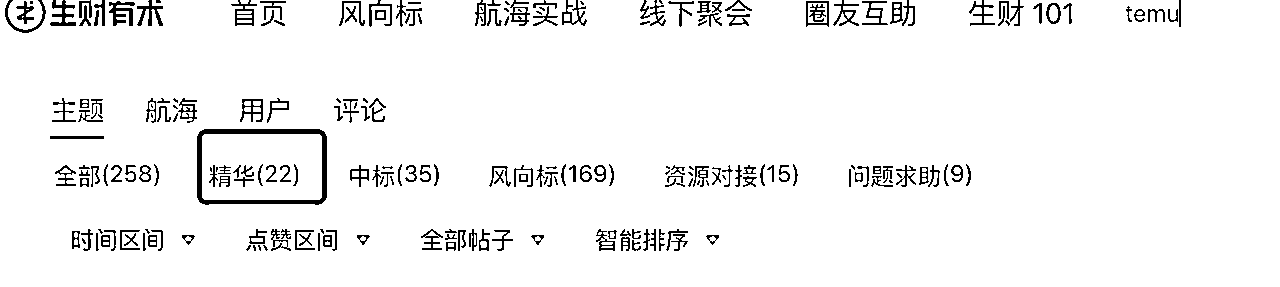 生财有术 首页 风向标 航海实战 线下聚会 圈友互助 生财 101 temu
主题 航海 用户 评论
全部(258) 精华(22) 中标(35) 风向标(169) 资源对接(15) 问题求助(9)
时间区间 ▽ 点赞区间 ▽ 全部帖子 ▽ 智能排序 ▽